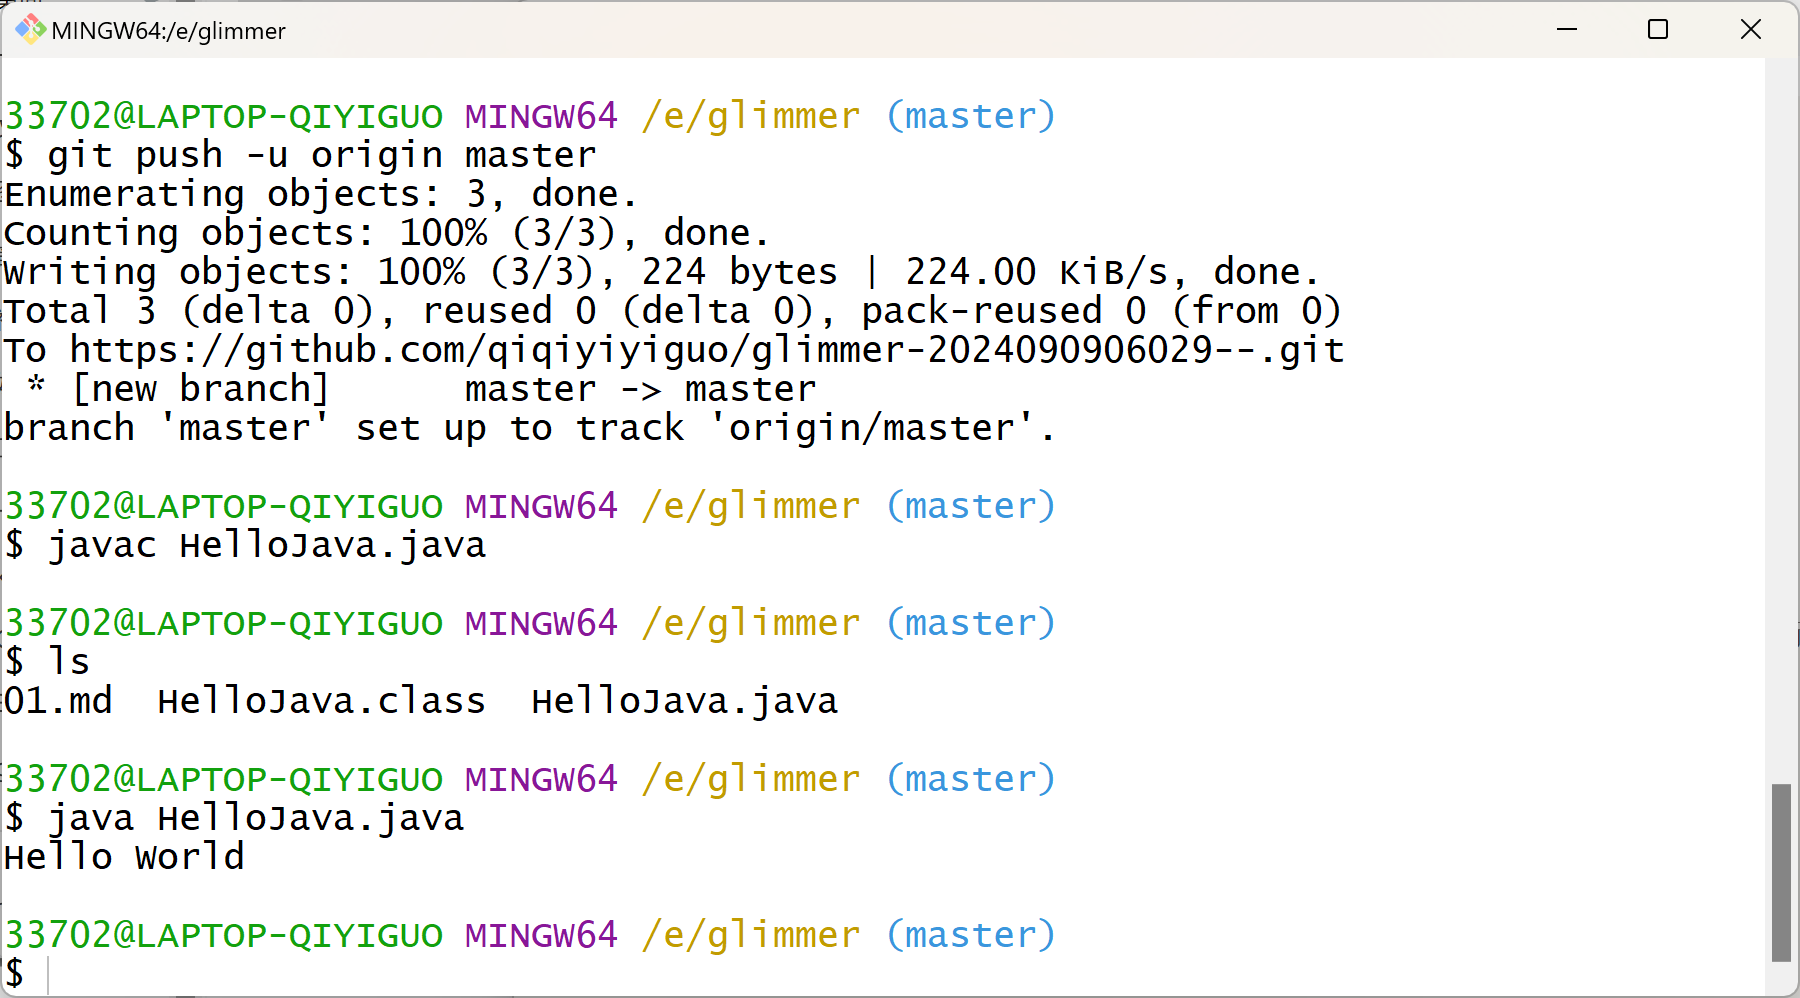 MINGW64:/e/glimmer
33702@LAPTOP-QIYIGUO MINGW64 /e/glimmer (master)
$ git push -u origin master
Enumerating objects: 3, done.
Counting objects: 100% (3/3), done.
Writing objects: 100% (3/3), 224 bytes | 224.00 KiB/s, done.
Total 3 (delta 0), reused 0 (delta 0), pack-reused 0 (from 0)
To https://github.com/qiqiyiyiguo/glimmer-2024090906029--.git
 * [new branch]      master -> master
branch 'master' set up to track 'origin/master'.
33702@LAPTOP-QIYIGUO MINGW64 /e/glimmer (master)
$ javac HelloJava.java
33702@LAPTOP-QIYIGUO MINGW64 /e/glimmer (master)
$ ls
01.md  HelloJava.class  HelloJava.java
33702@LAPTOP-QIYIGUO MINGW64 /e/glimmer (master)
$ java HelloJava.java
Hello World
33702@LAPTOP-QIYIGUO MINGW64 /e/glimmer (master)
$